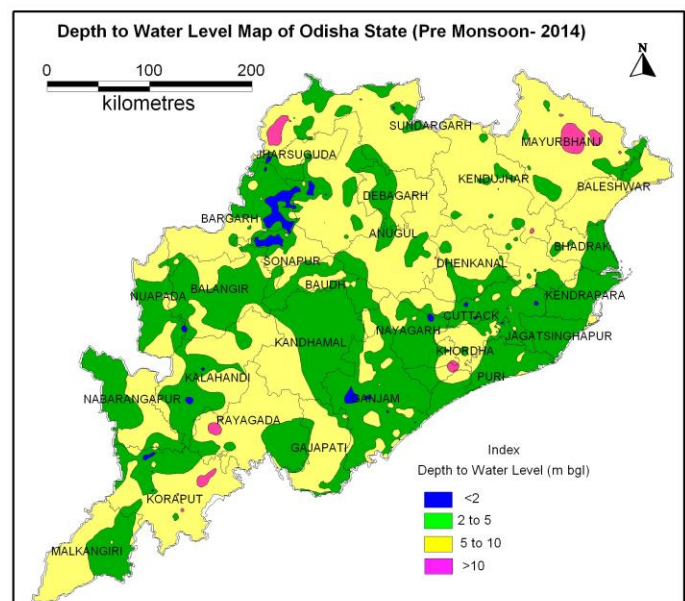 Depth to Water Level Map of Odisha State (Pre Monsoon- 2014)
0 100 200
kilometres
N
SUNDARGARH
MAYURBHANJ
JHARSUGUDA
KENDUJHAR
BALESHWAR
DEBAGARH
BARGARH
ANUGUL
BHADRAK
SONAPUR
DHENKANAL
BAUDH
NUAPADA
BALANGIR
KENDRAPARA
CUTTACK
NAYAGARH
JAGATSINGHAPUR
KANDHAMAL
KHORDHA
PURI
KALAHANDI
NABARANGAPUR
GANJAM
RAYAGADA
GAJAPATI
KORAPUT
MALKANGIRI
Index
Depth to Water Level (m bgl)
<2
2 to 5
5 to 10
>10